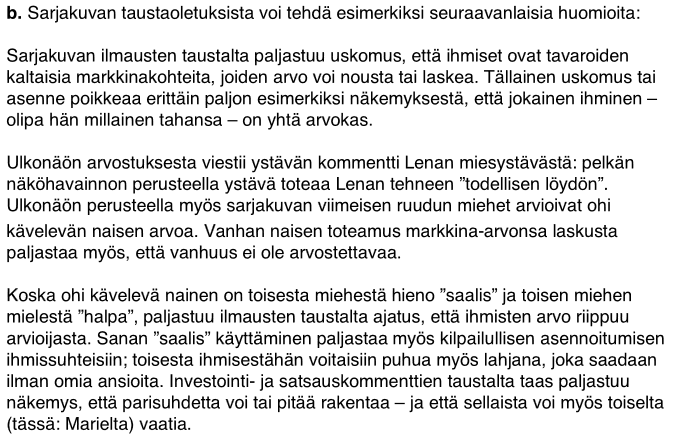 b. Sarjakuvan taustaoletuksista voi tehdä esimerkiksi seuraavanlaisia huomioita:
Sarjakuvan ilmausten taustalta paljastuu uskomus, että ihmiset ovat tavaroiden
kaltaisia markkinakohteita, joiden arvo voi nousta tai laskea. Tällainen uskomus tai
asenne poikkeaa erittäin paljon esimerkiksi näkemyksestä, että jokainen ihminen –
olipa hän millainen tahansa – on yhtä arvokas.
Ulkonäön arvostuksesta viestii ystävän kommentti Lenan miesystävästä: pelkän
näköhavainnon perusteella ystävä toteaa Lenan tehneen ”todellisen löydön”.
Ulkonäön perusteella myös sarjakuvan viimeisen ruudun miehet arvioivat ohi
kävelevän naisen arvoa. Vanhan naisen toteamus markkina-arvonsa laskusta
paljastaa myös, että vanhuus ei ole arvostettavaa.
Koska ohi kävelevä nainen on toisesta miehestä hieno ”saalis” ja toisen miehen
mielestä ”halpa”, paljastuu ilmausten taustalta ajatus, että ihmisten arvo riippuu
arvioijasta. Sanan ”saalis” käyttäminen paljastaa myös kilpailullisen asennoitumisen
ihmissuhteisiin; toisesta ihmisestähän voitaisiin puhua myös lahjana, joka saadaan
ilman omia ansioita. Investointi- ja satsauskommenttien taustalta taas paljastuu
näkemys, että parisuhdetta voi tai pitää rakentaa – ja että sellaista voi myös toiselta
(tässä: Marielta) vaatia.